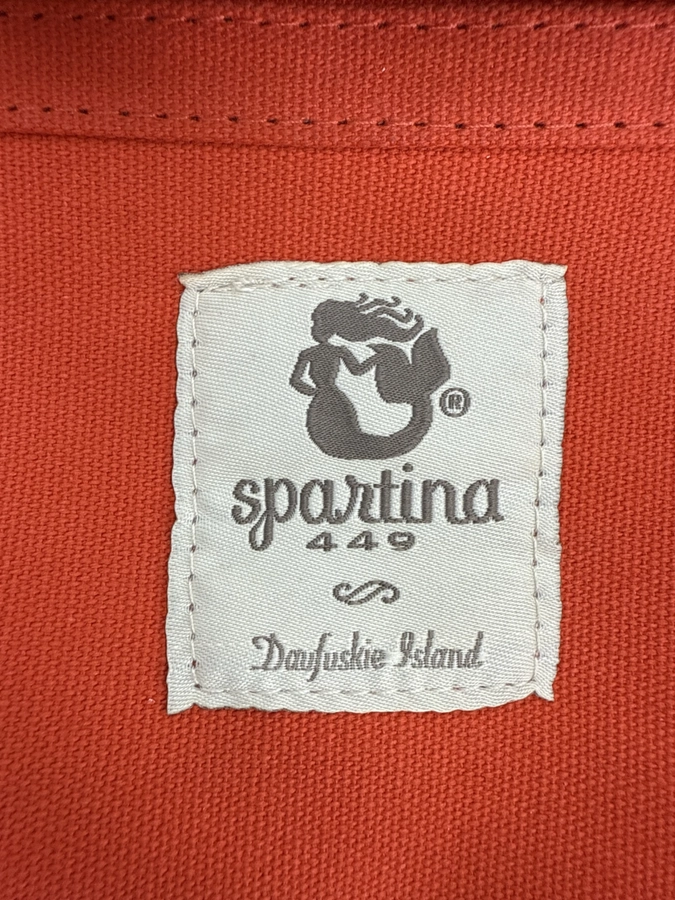 ®
spartina
449
Daufuskie Island